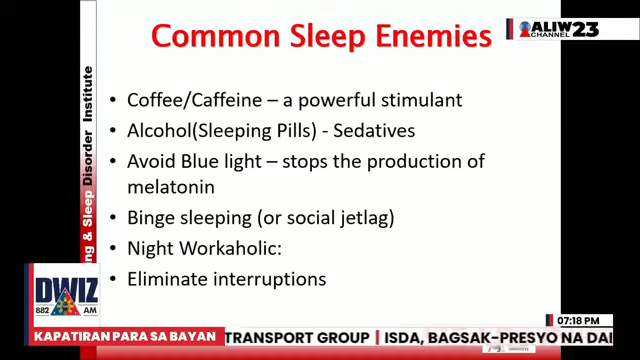 Common Sleep Enemies
ALIW 23
CHANNEL
ng & Sleep Disorder Institute
• Coffee/Caffeine – a powerful stimulant
• Alcohol(Sleeping Pills) - Sedatives
• Avoid Blue light – stops the production of
melatonin
• Binge sleeping (or social jetlag)
• Night Workaholic:
• Eliminate interruptions
DWIZ
882 AM
07:18 PM
KAPATIRAN PARA SA BAYAN
TRANSPORT GROUP | ISDA, BAGSAK-PRESYO NA DAI